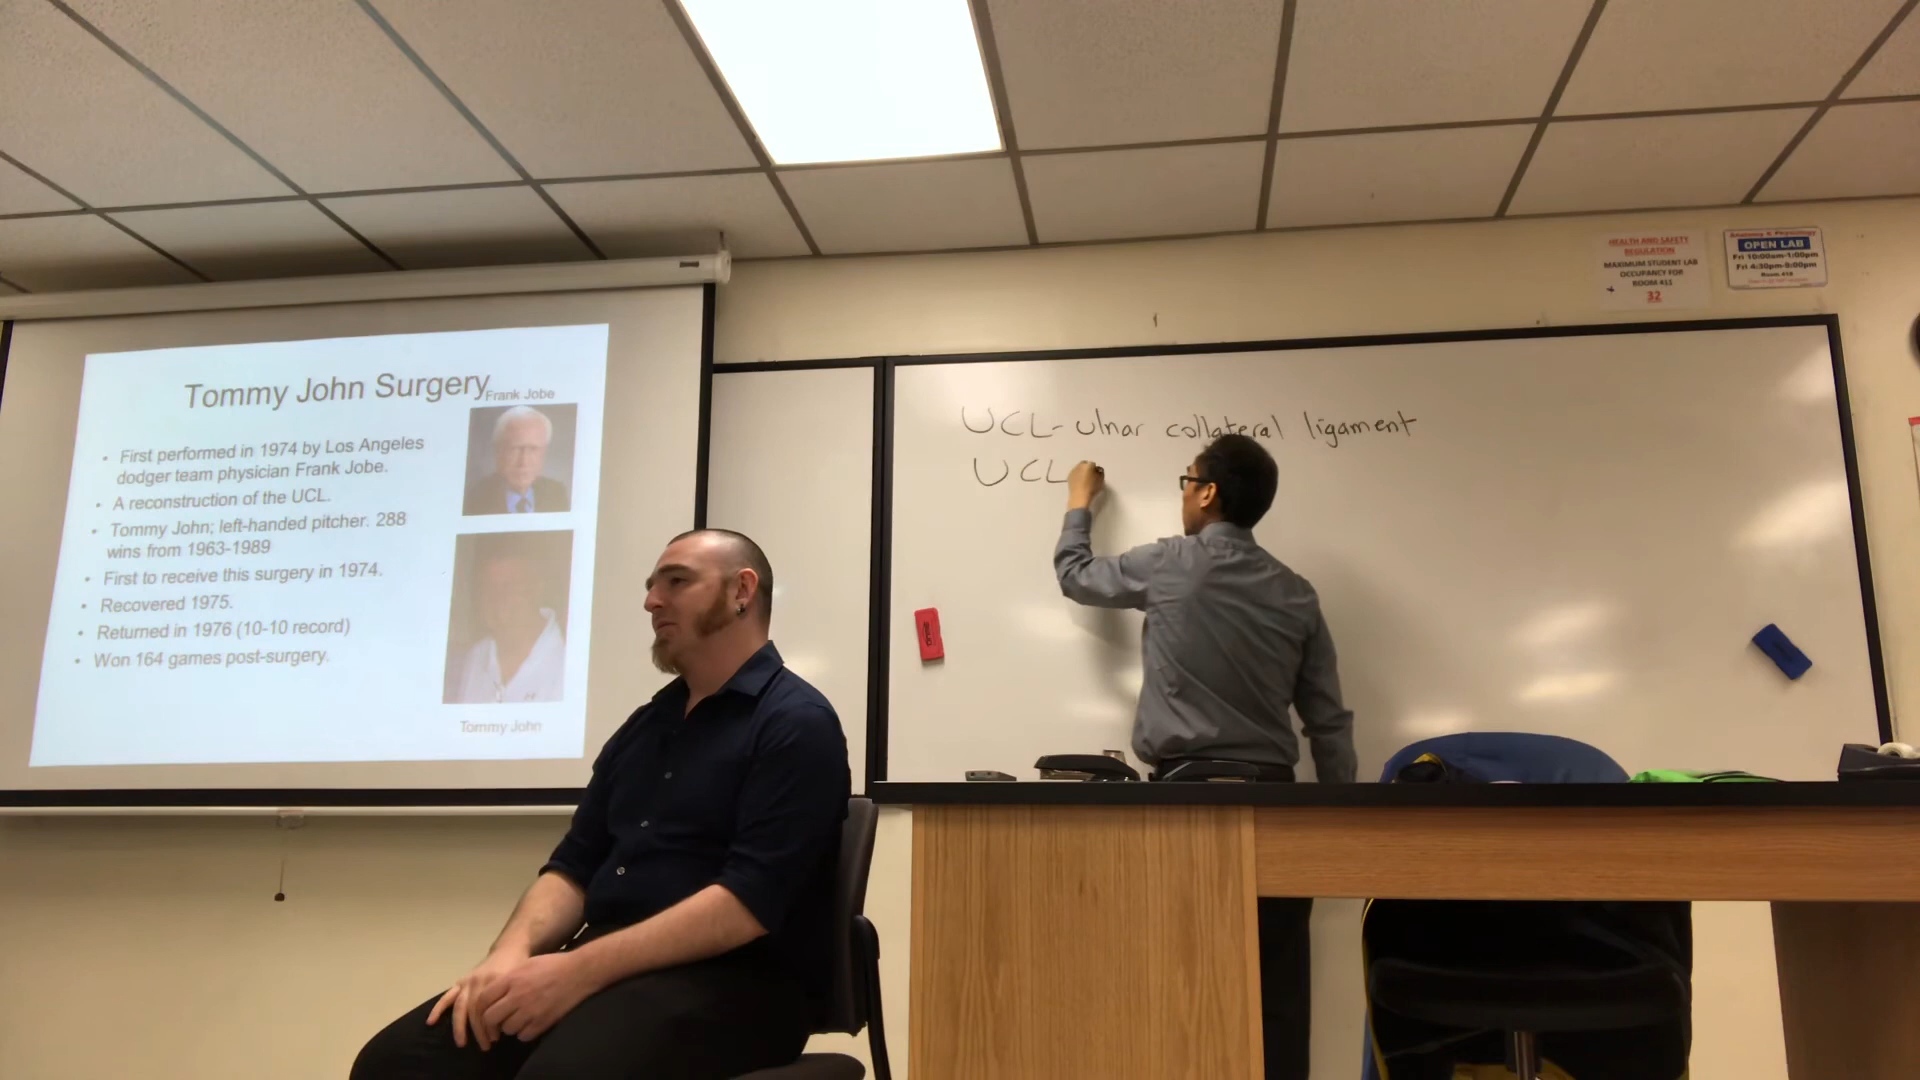 Tommy John Surgery
Frank Jobe
• First performed in 1974 by Los Angeles
dodger team physician Frank Jobe.
• A reconstruction of the UCL.
• Tommy John; left-handed pitcher. 288
wins from 1963-1989
• First to receive this surgery in 1974.
• Recovered 1975.
• Returned in 1976 (10-10 record)
• Won 164 games post-surgery.
Tommy John
UCL- ulnar collateral ligament
UCL
HEALTH AND SAFETY
REGULATION
MAXIMUM STUDENT LAB
OCCUPANCY FOR
ROOM 411
32
Anatomy & Physiology
OPEN LAB
Fri 10:00am-1:00pm
Fri 4:30pm-8:00pm